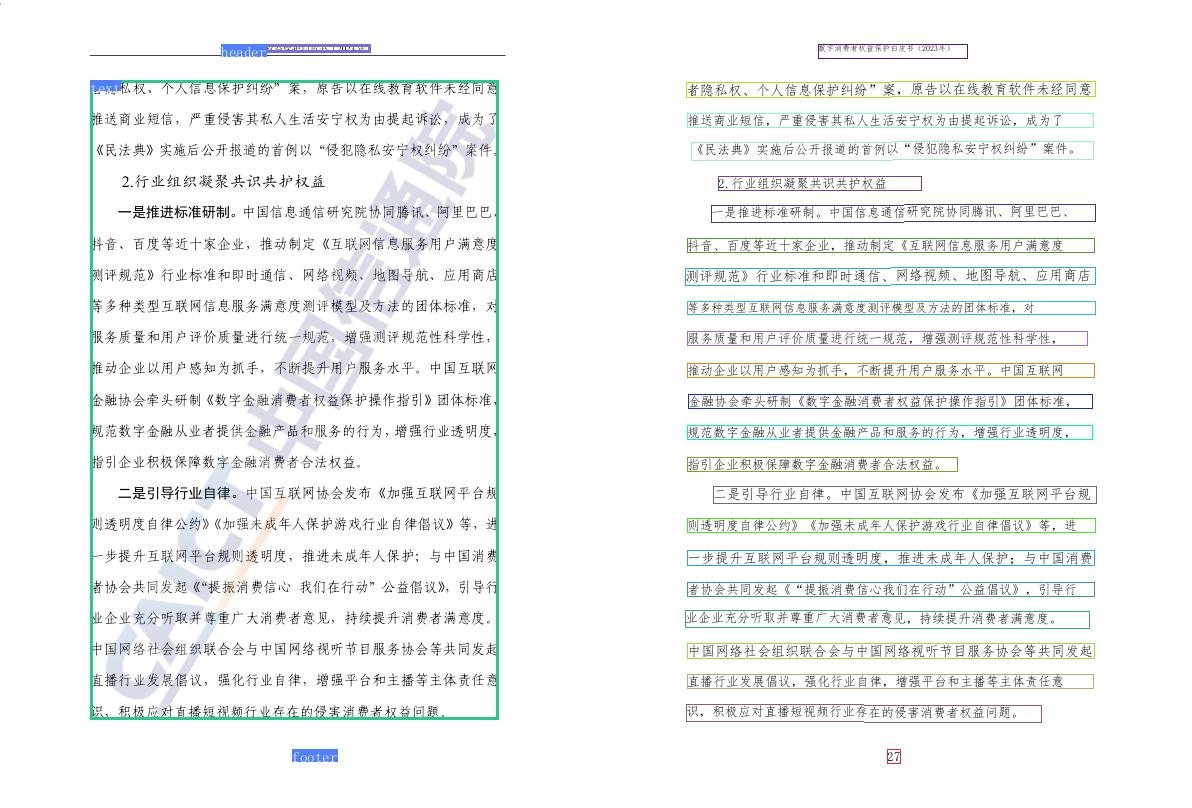 header
text私权、个人信息保护纠纷”案，原告以在线教育软件未经同意
推送商业短信，严重侵害其私人生活安宁权为由提起诉讼，成为了
《民法典》实施后公开报道的首例以“侵犯隐私安宁权纠纷”案件。
2.行业组织凝聚共识共护权益
一是推进标准研制。中国信息通信研究院协同腾讯、阿里巴巴、
抖音、百度等近十家企业，推动制定《互联网信息服务用户满意度
测评规范》行业标准和即时通信、网络视频、地图导航、应用商店
等多种类型互联网信息服务满意度测评模型及方法的团体标准，对
服务质量和用户评价质量进行统一规范，增强测评规范性科学性，
推动企业以用户感知为抓手，不断提升用户服务水平。中国互联网
金融协会牵头研制《数字金融消费者权益保护操作指引》团体标准，
规范数字金融从业者提供金融产品和服务的行为，增强行业透明度，
指引企业积极保障数字金融消费者合法权益。
二是引导行业自律。中国互联网协会发布《加强互联网平台规
则透明度自律公约》《加强未成年人保护游戏行业自律倡议》等，进
一步提升互联网平台规则透明度，推进未成年人保护；与中国消费
者协会共同发起《“提振消费信心 我们在行动”公益倡议》，引导行
业企业充分听取并尊重广大消费者意见，持续提升消费者满意度。
中国网络社会组织联合会与中国网络视听节目服务协会等共同发起
直播行业发展倡议，强化行业自律，增强平台和主播等主体责任意
识，积极应对直播短视频行业存在的侵害消费者权益问题。
CAICT 中国信通院
footer
数字消费者权益保护白皮书（2023年）
者隐私权、个人信息保护纠纷”案，原告以在线教育软件未经同意
推送商业短信，严重侵害其私人生活安宁权为由提起诉讼，成为了
《民法典》实施后公开报道的首例以“侵犯隐私安宁权纠纷”案件。
2.行业组织凝聚共识共护权益
一是推进标准研制。中国信息通信研究院协同腾讯、阿里巴巴、
抖音、百度等近十家企业，推动制定《互联网信息服务用户满意度
测评规范》行业标准和即时通信、网络视频、地图导航、应用商店
等多种类型互联网信息服务满意度测评模型及方法的团体标准，对
服务质量和用户评价质量进行统一规范，增强测评规范性科学性，
推动企业以用户感知为抓手，不断提升用户服务水平。中国互联网
金融协会牵头研制《数字金融消费者权益保护操作指引》团体标准，
规范数字金融从业者提供金融产品和服务的行为，增强行业透明度，
指引企业积极保障数字金融消费者合法权益。
二是引导行业自律。中国互联网协会发布《加强互联网平台规
则透明度自律公约》《加强未成年人保护游戏行业自律倡议》等，进
一步提升互联网平台规则透明度，推进未成年人保护；与中国消费
者协会共同发起《“提振消费信心我们在行动”公益倡议》，引导行
业企业充分听取并尊重广大消费者意见，持续提升消费者满意度。
中国网络社会组织联合会与中国网络视听节目服务协会等共同发起
直播行业发展倡议，强化行业自律，增强平台和主播等主体责任意
识，积极应对直播短视频行业存在的侵害消费者权益问题。
27